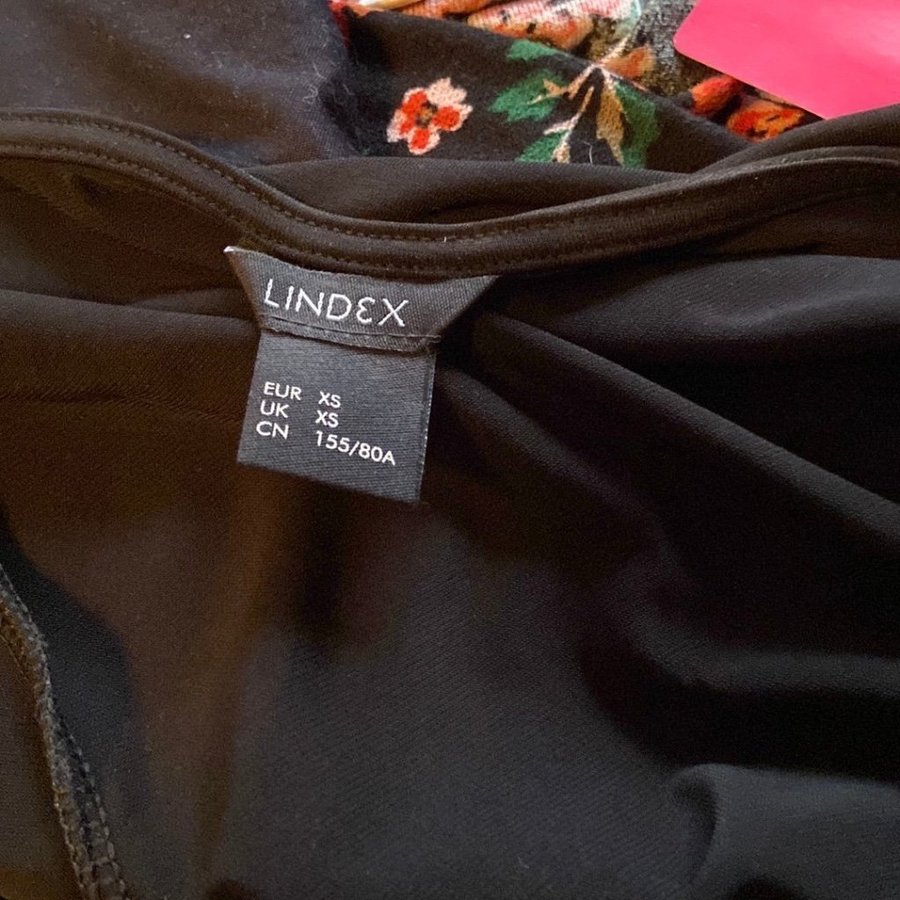 LINDEX
EUR XS
UK XS
CN 155/80A